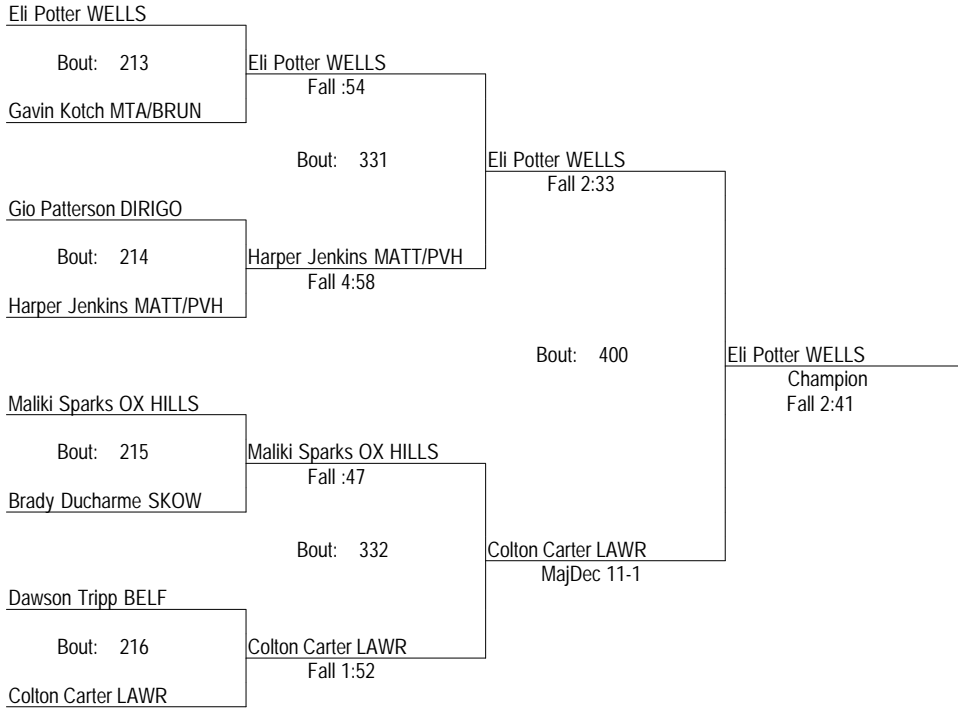 Eli Potter WELLS
Bout: 213
Eli Potter WELLS
Fall :54
Gavin Kotch MTA/BRUN
Bout: 331
Eli Potter WELLS
Fall 2:33
Gio Patterson DIRIGO
Bout: 214
Harper Jenkins MATT/PVH
Fall 4:58
Harper Jenkins MATT/PVH
Bout: 400
Eli Potter WELLS
Champion
Fall 2:41
Maliki Sparks OX HILLS
Bout: 215
Maliki Sparks OX HILLS
Fall :47
Brady Ducharme SKOW
Bout: 332
Colton Carter LAWR
MajDec 11-1
Dawson Tripp BELF
Bout: 216
Colton Carter LAWR
Fall 1:52
Colton Carter LAWR